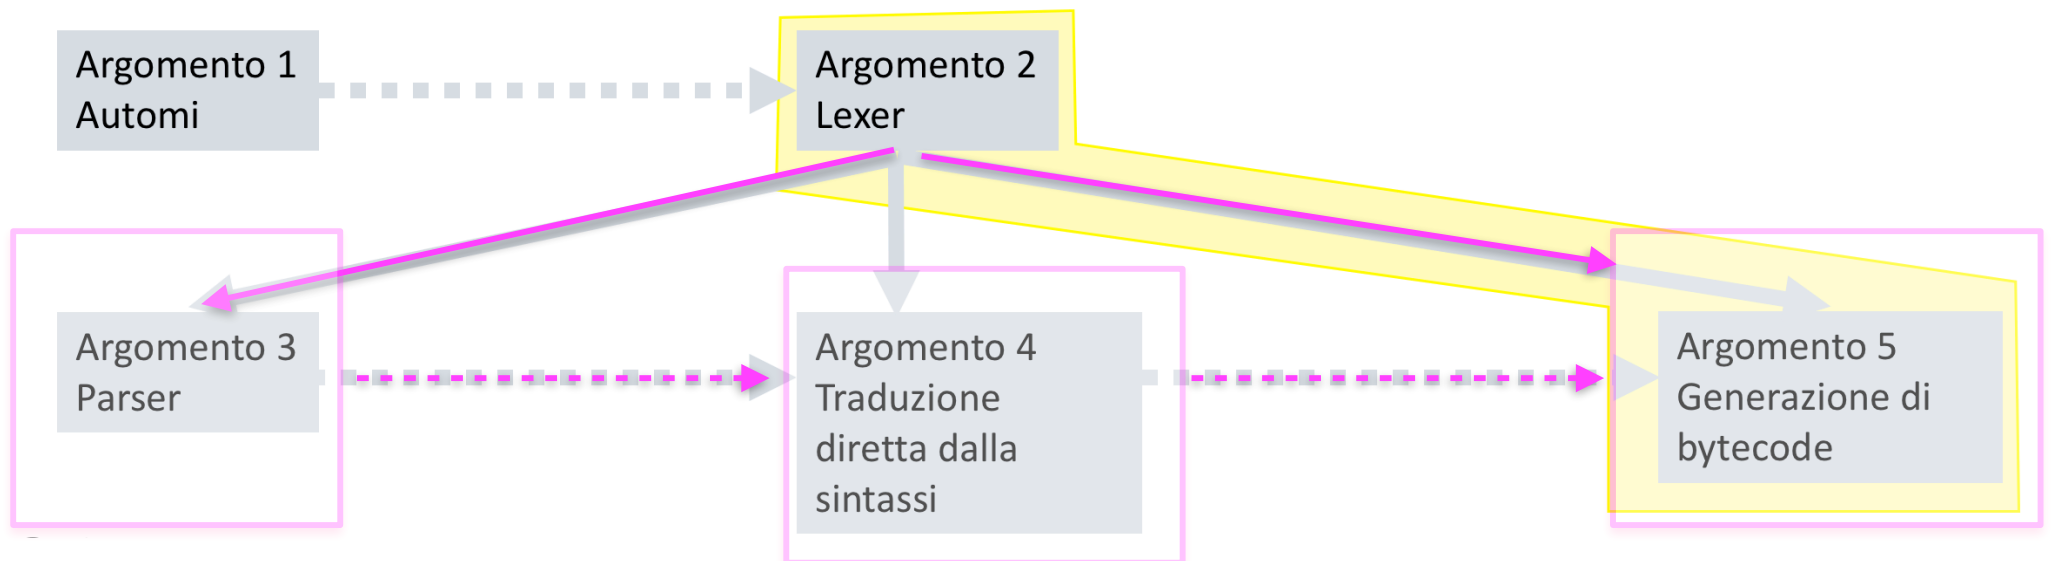 Argomento 1
Automi
Argomento 2
Lexer
Argomento 3
Parser
Argomento 4
Traduzione
diretta dalla
sintassi
Argomento 5
Generazione di
bytecode